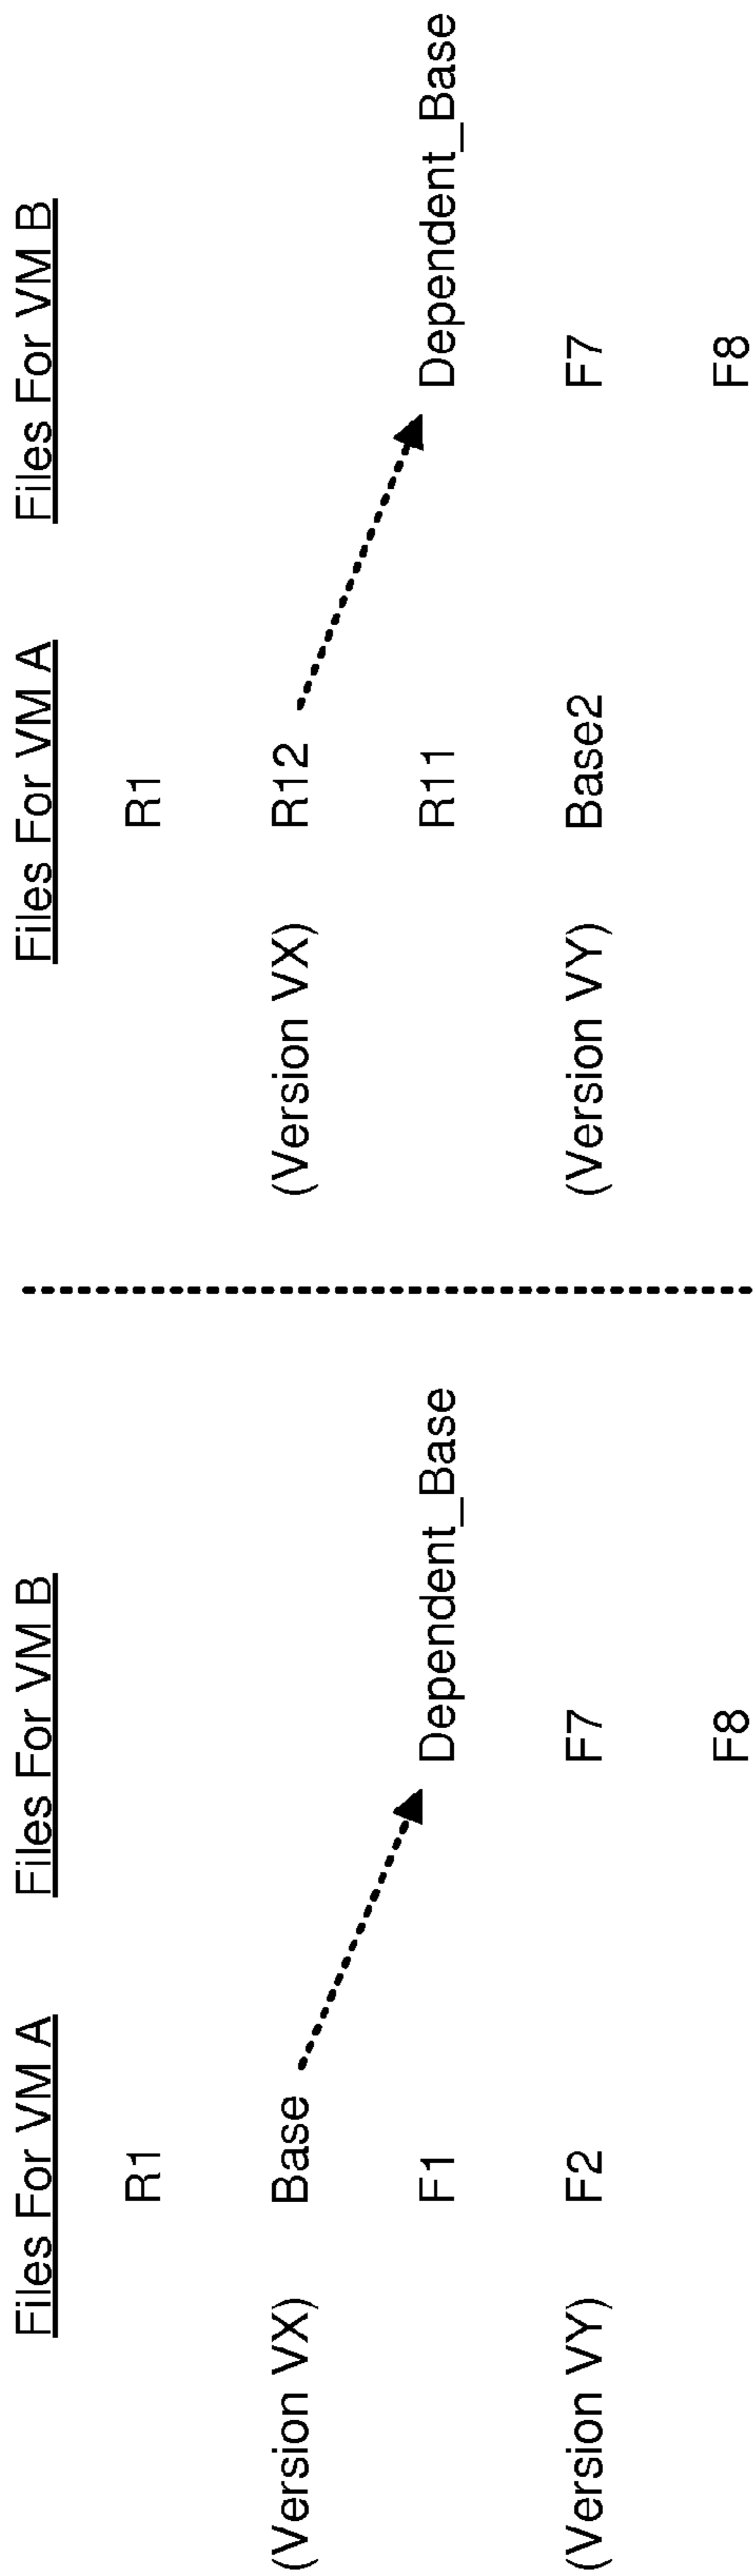 Files For VM A Files For VM B
R1
(Version VX) Base
F1 Dependent_Base
(Version VY) F2 F7
F8
Files For VM A Files For VM B
R1
(Version VX) R12
R11 Dependent_Base
(Version VY) Base2 F7
F8